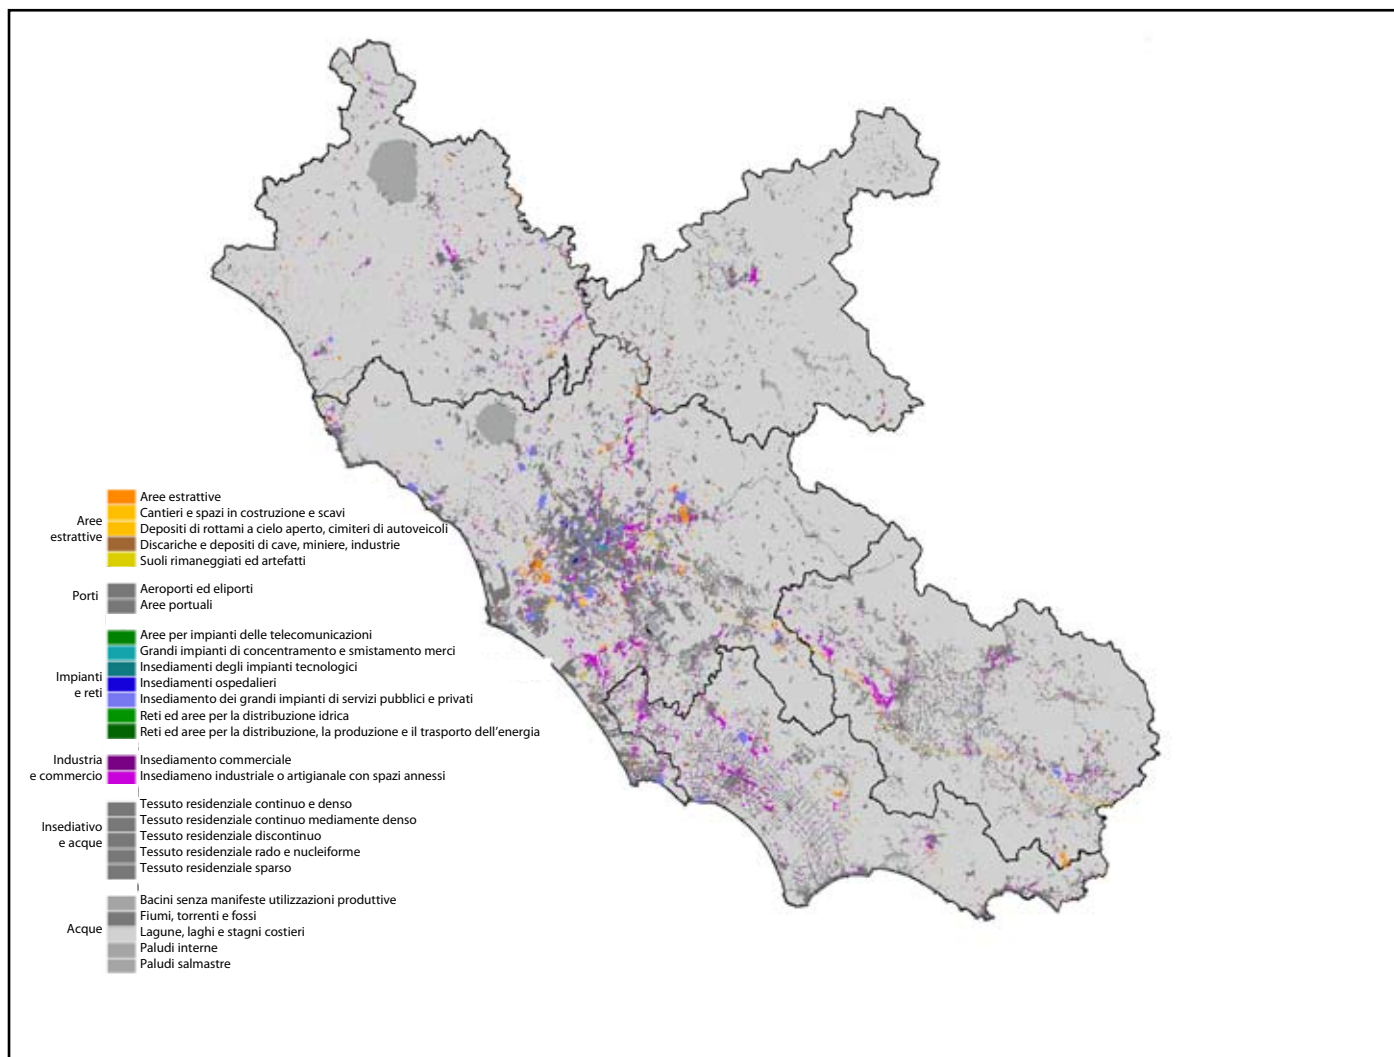 Aree
estrattive
Aree estrattive
Cantieri e spazi in costruzione e scavi
Depositi di rottami a cielo aperto, cimiteri di autoveicoli
Discariche e depositi di cave, miniere, industrie
Suoli rimaneggiati ed artefatti
Porti
Aeroporti ed eliporti
Aree portuali
Impianti
e reti
Aree per impianti delle telecomunicazioni
Grandi impianti di concentramento e smistamento merci
Insediamenti degli impianti tecnologici
Insediamenti ospedalieri
Insediamento dei grandi impianti di servizi pubblici e privati
Reti ed aree per la distribuzione idrica
Reti ed aree per la distribuzione, la produzione e il trasporto dell'energia
Industria
e commercio
Insediamento commerciale
Insediameno industriale o artigianale con spazi annessi
Insediativo
e acque
Tessuto residenziale continuo e denso
Tessuto residenziale continuo mediamente denso
Tessuto residenziale discontinuo
Tessuto residenziale rado e nucleiforme
Tessuto residenziale sparso
Acque
Bacini senza manifeste utilizzazioni produttive
Fiumi, torrenti e fossi
Lagune, laghi e stagni costieri
Paludi interne
Paludi salmastre